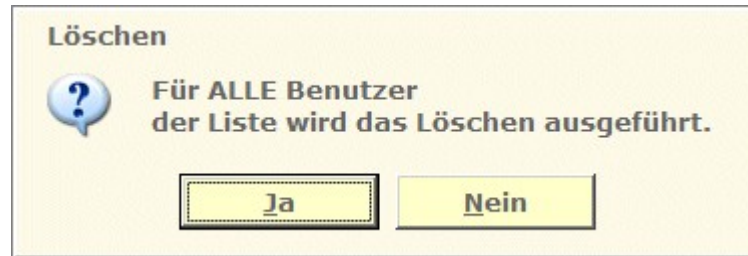 Löschen
Für ALLE Benutzer
der Liste wird das Löschen ausgeführt.
Ja
Nein